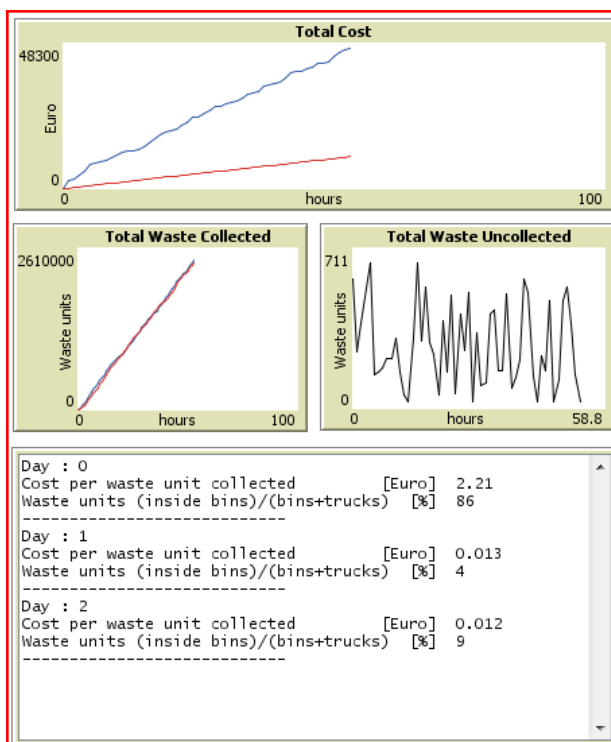 Total Cost
48300
Euro
0
0
hours
100
Total Waste Collected
2610000
Waste units
0
0
hours
100
Total Waste Uncollected
711
Waste units
0
0
hours
58.8
Day : 0
Cost per waste unit collected [Euro] 2.21
Waste units (inside bins)/(bins+trucks) [%] 86
----------------------------
Day : 1
Cost per waste unit collected [Euro] 0.013
Waste units (inside bins)/(bins+trucks) [%] 4
----------------------------
Day : 2
Cost per waste unit collected [Euro] 0.012
Waste units (inside bins)/(bins+trucks) [%] 9
----------------------------